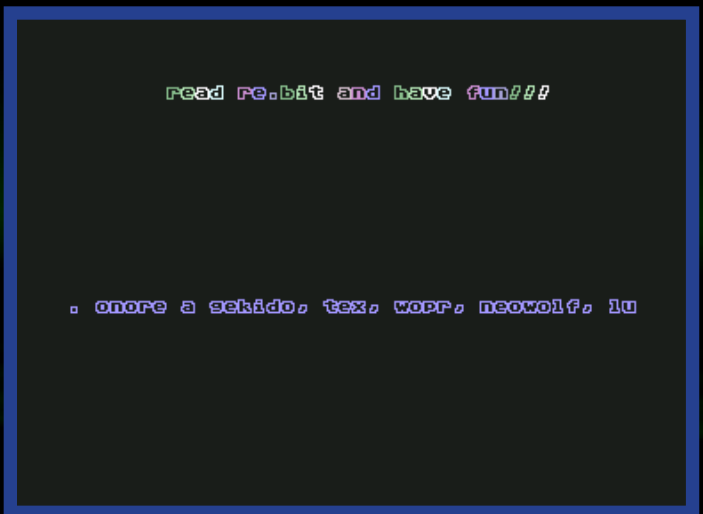 read re.bit and have fun!!!
. onore a gekido, tex, wopr, neowolf, lu